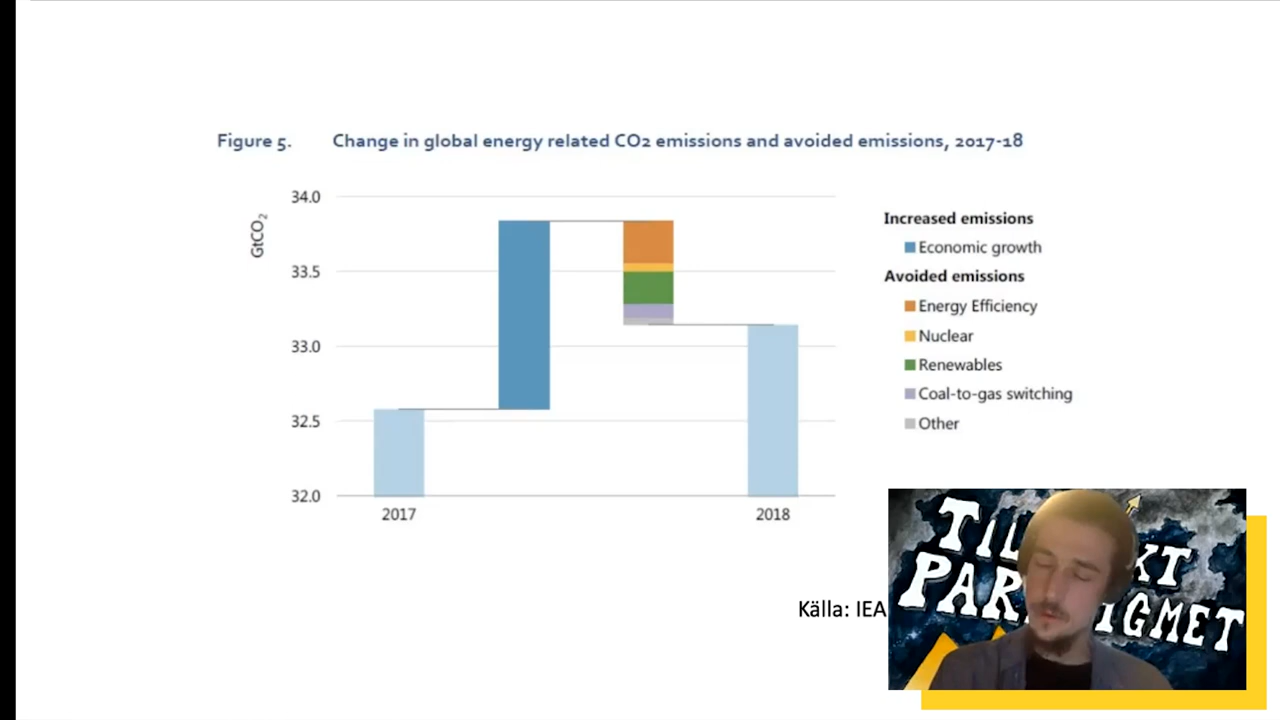 Figure 5. Change in global energy related CO2 emissions and avoided emissions, 2017-18
GtCO2
34.0
33.5
33.0
32.5
32.0
2017
2018
Increased emissions
Economic growth
Avoided emissions
Energy Efficiency
Nuclear
Renewables
Coal-to-gas switching
Other
Källa: IEA